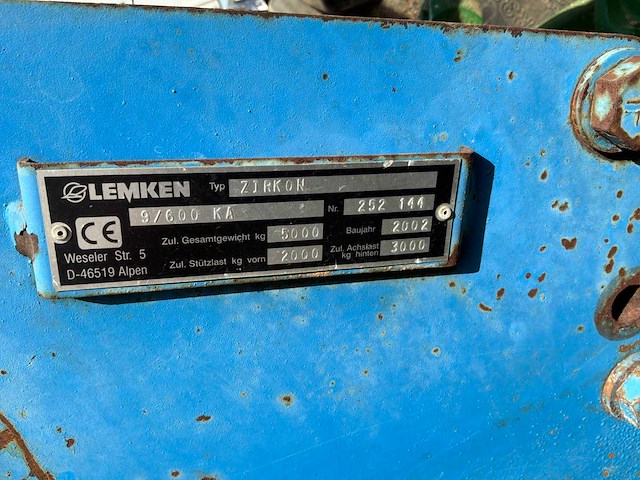 LEMKEN Typ ZIRKON
9/600 KA Nr. 252 144
CE Zul. Gesamtgewicht kg 5000 Baujahr 2002
Weseler Str. 5
D-46519 Alpen
Zul. Stützlast kg vorn 2000 Zul. Achslast kg hinten 3000